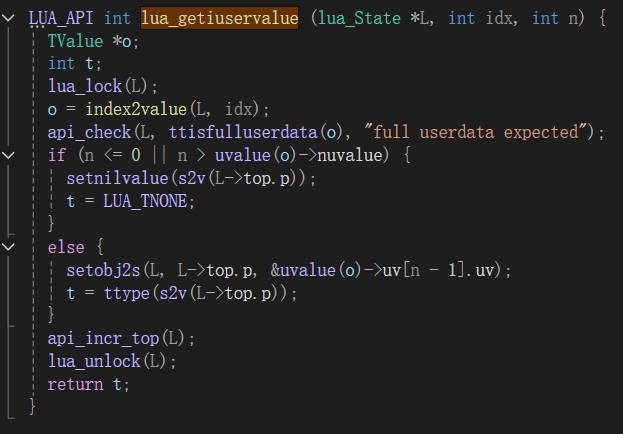 LUA_API int lua_getiuservalue (lua_State *L, int idx, int n) {
  TValue *o;
  int t;
  lua_lock(L);
  o = index2value(L, idx);
  api_check(L, ttisfulluserdata(o), "full userdata expected");
  if (n <= 0 || n > uvalue(o)->nuvalue) {
    setnilvalue(s2v(L->top.p));
    t = LUA_TNONE;
  }
  else {
    setobj2s(L, L->top.p, &uvalue(o)->uv[n - 1].uv);
    t = ttype(s2v(L->top.p));
  }
  api_incr_top(L);
  lua_unlock(L);
  return t;
}